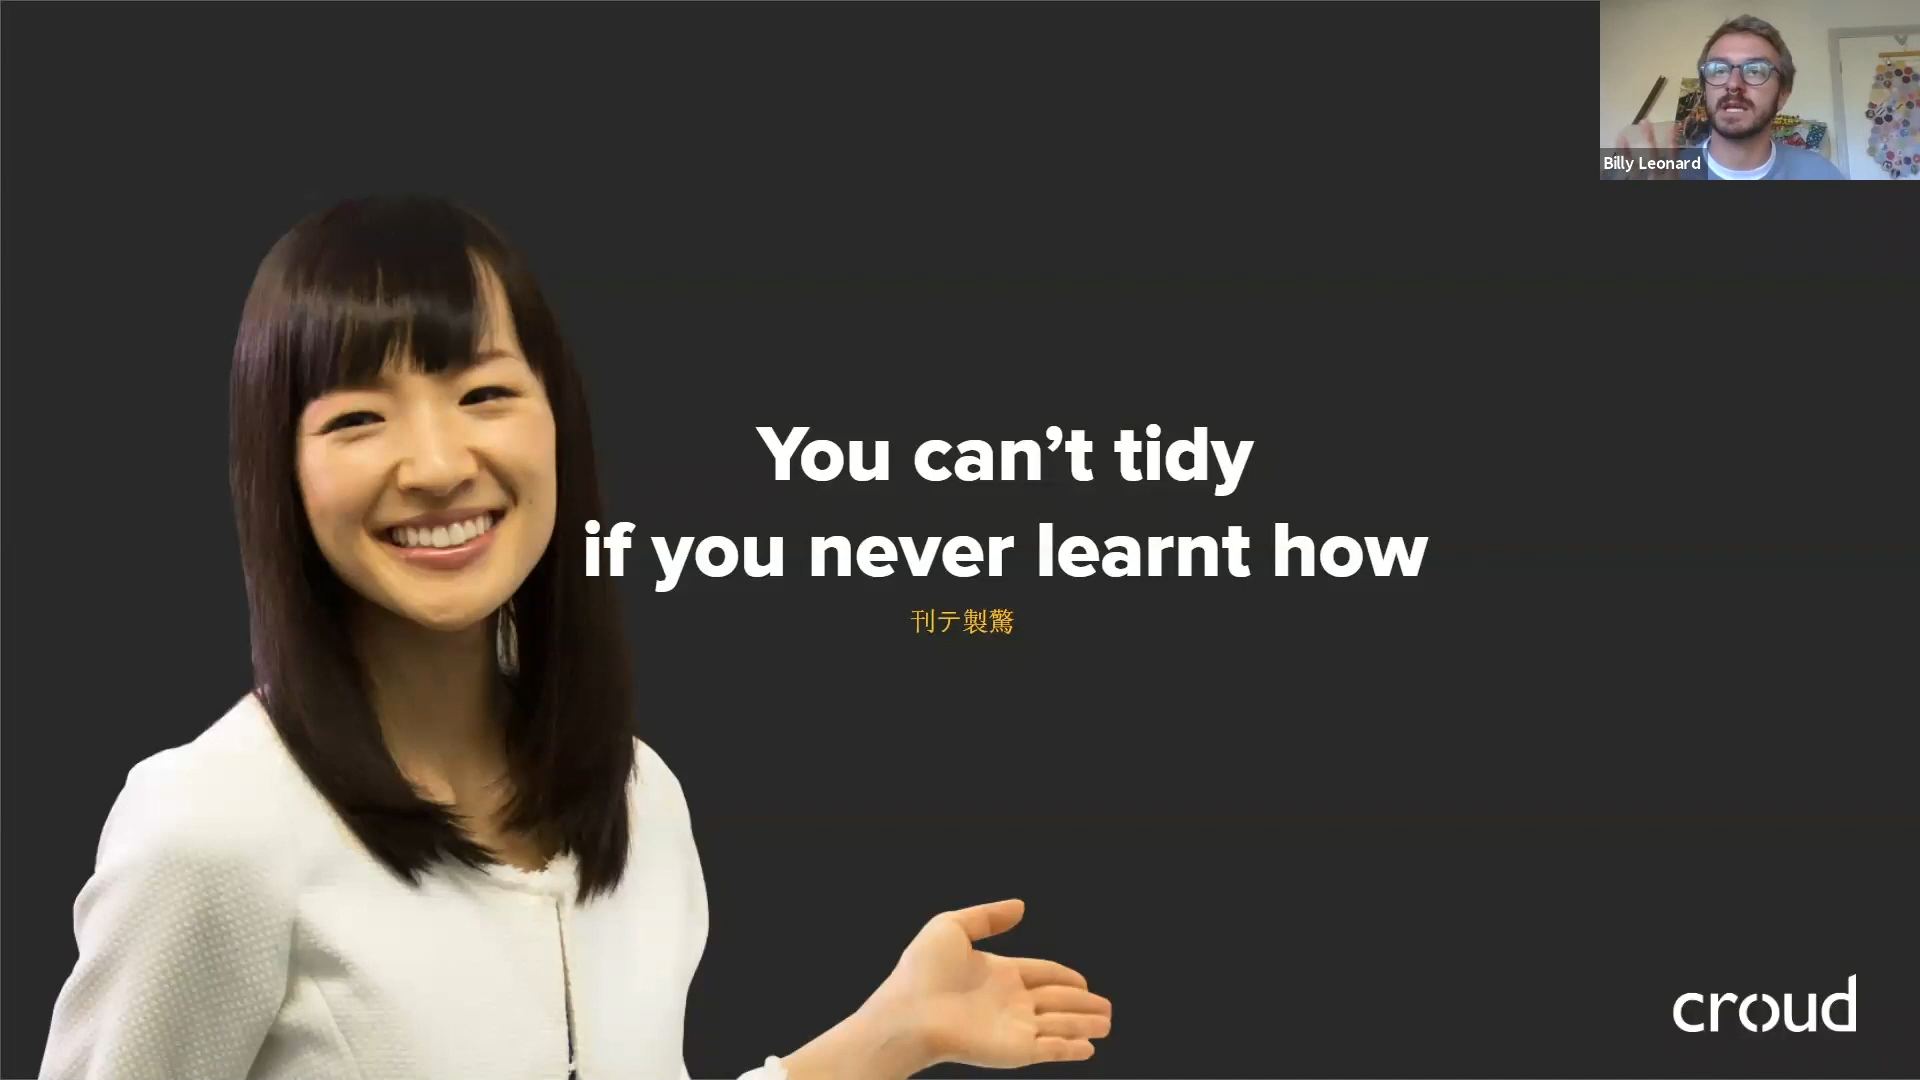 Billy Leonard
You can’t tidy
if you never learnt how
刊テ製驚
croud